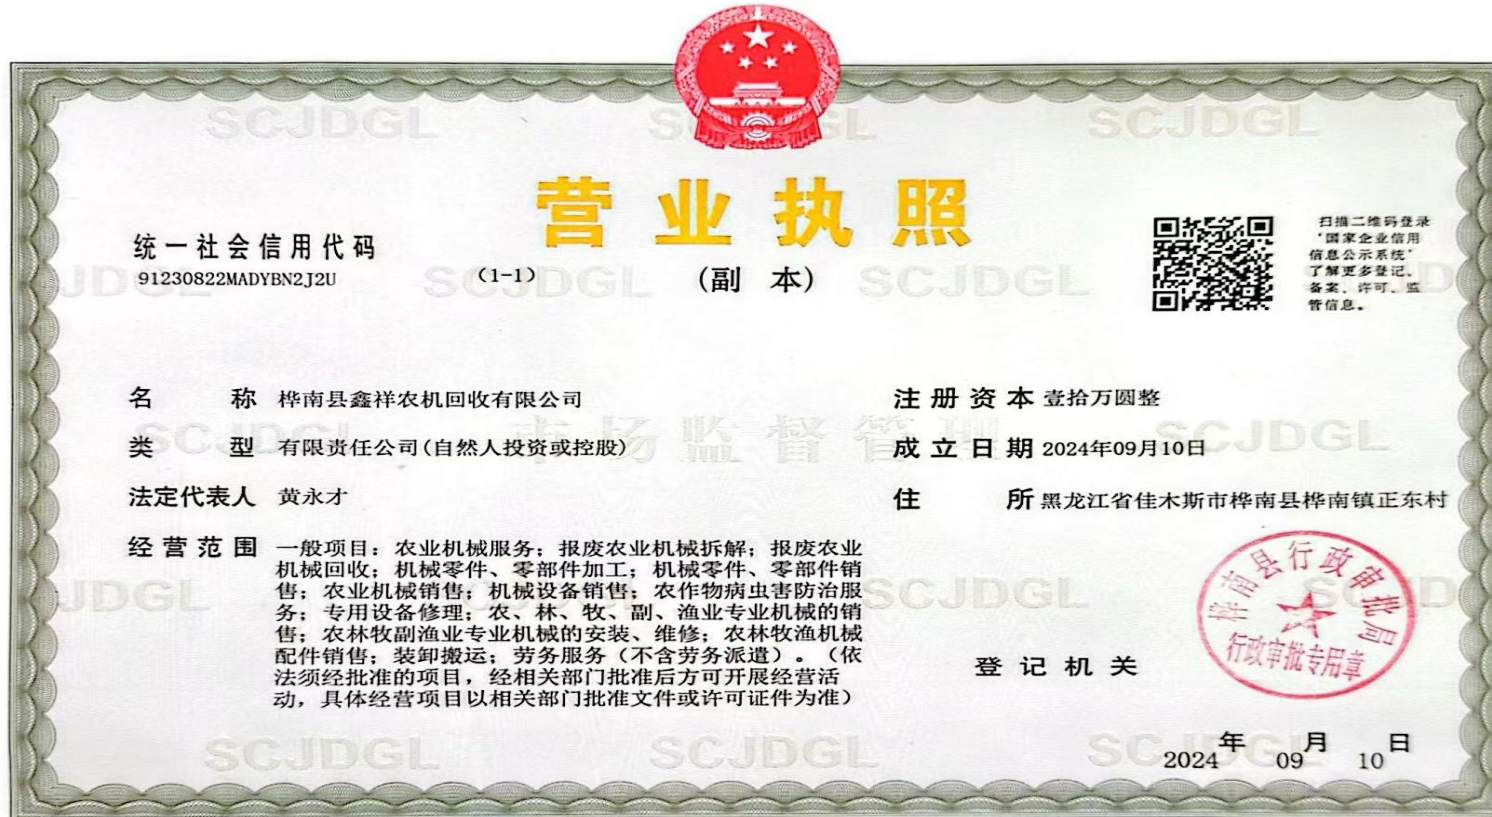 营业执照
(副 本)
(1-1)
统一社会信用代码
91230822MADYBN2J2U
扫描二维码登录
‘国家企业信用
信息公示系统’
了解更多登记、
备案、许可、监
管信息。
名 称 桦南县鑫祥农机回收有限公司
类 型 有限责任公司(自然人投资或控股)
法定代表人 黄永才
经营范围 一般项目：农业机械服务；报废农业机械拆解；报废农业
机械回收；机械零件、零部件加工；机械零件、零部件销
售；农业机械销售；机械设备销售；农作物病虫害防治服
务；专用设备修理；农、林、牧、副、渔业专业机械的销
售；农林牧副渔业专业机械的安装、维修；农林牧渔机械
配件销售；装卸搬运；劳务服务（不含劳务派遣）。（依
法须经批准的项目，经相关部门批准后方可开展经营活
动，具体经营项目以相关部门批准文件或许可证件为准）
注册资本 壹拾万圆整
成立日期 2024年09月10日
住 所 黑龙江省佳木斯市桦南县桦南镇正东村
登记机关
桦南县行政审批局
行政审批专用章
2024年09月10日
SCJDGL
市场监督管理